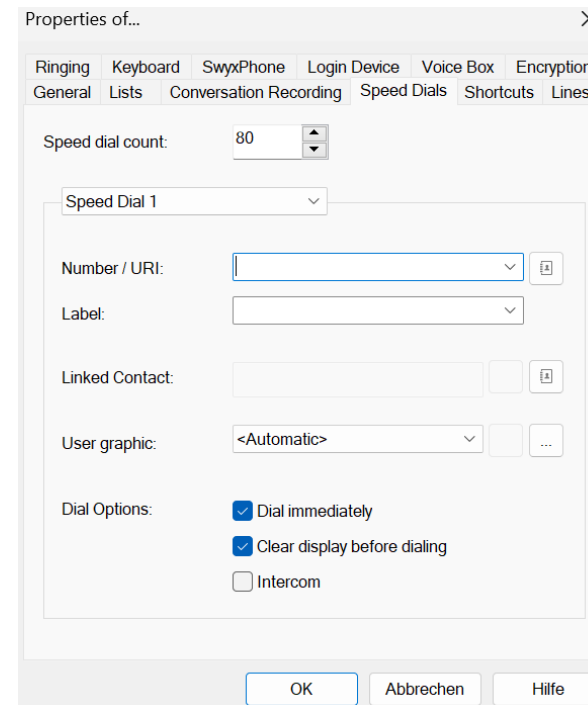 Properties of...
Ringing Keyboard SwyxPhone Login Device Voice Box Encryption
General Lists Conversation Recording Speed Dials Shortcuts Lines
Speed dial count: 80
Speed Dial 1
Number / URI:
Label:
Linked Contact:
User graphic: <Automatic> ...
Dial Options: Dial immediately
Clear display before dialing
Intercom
OK Abbrechen Hilfe